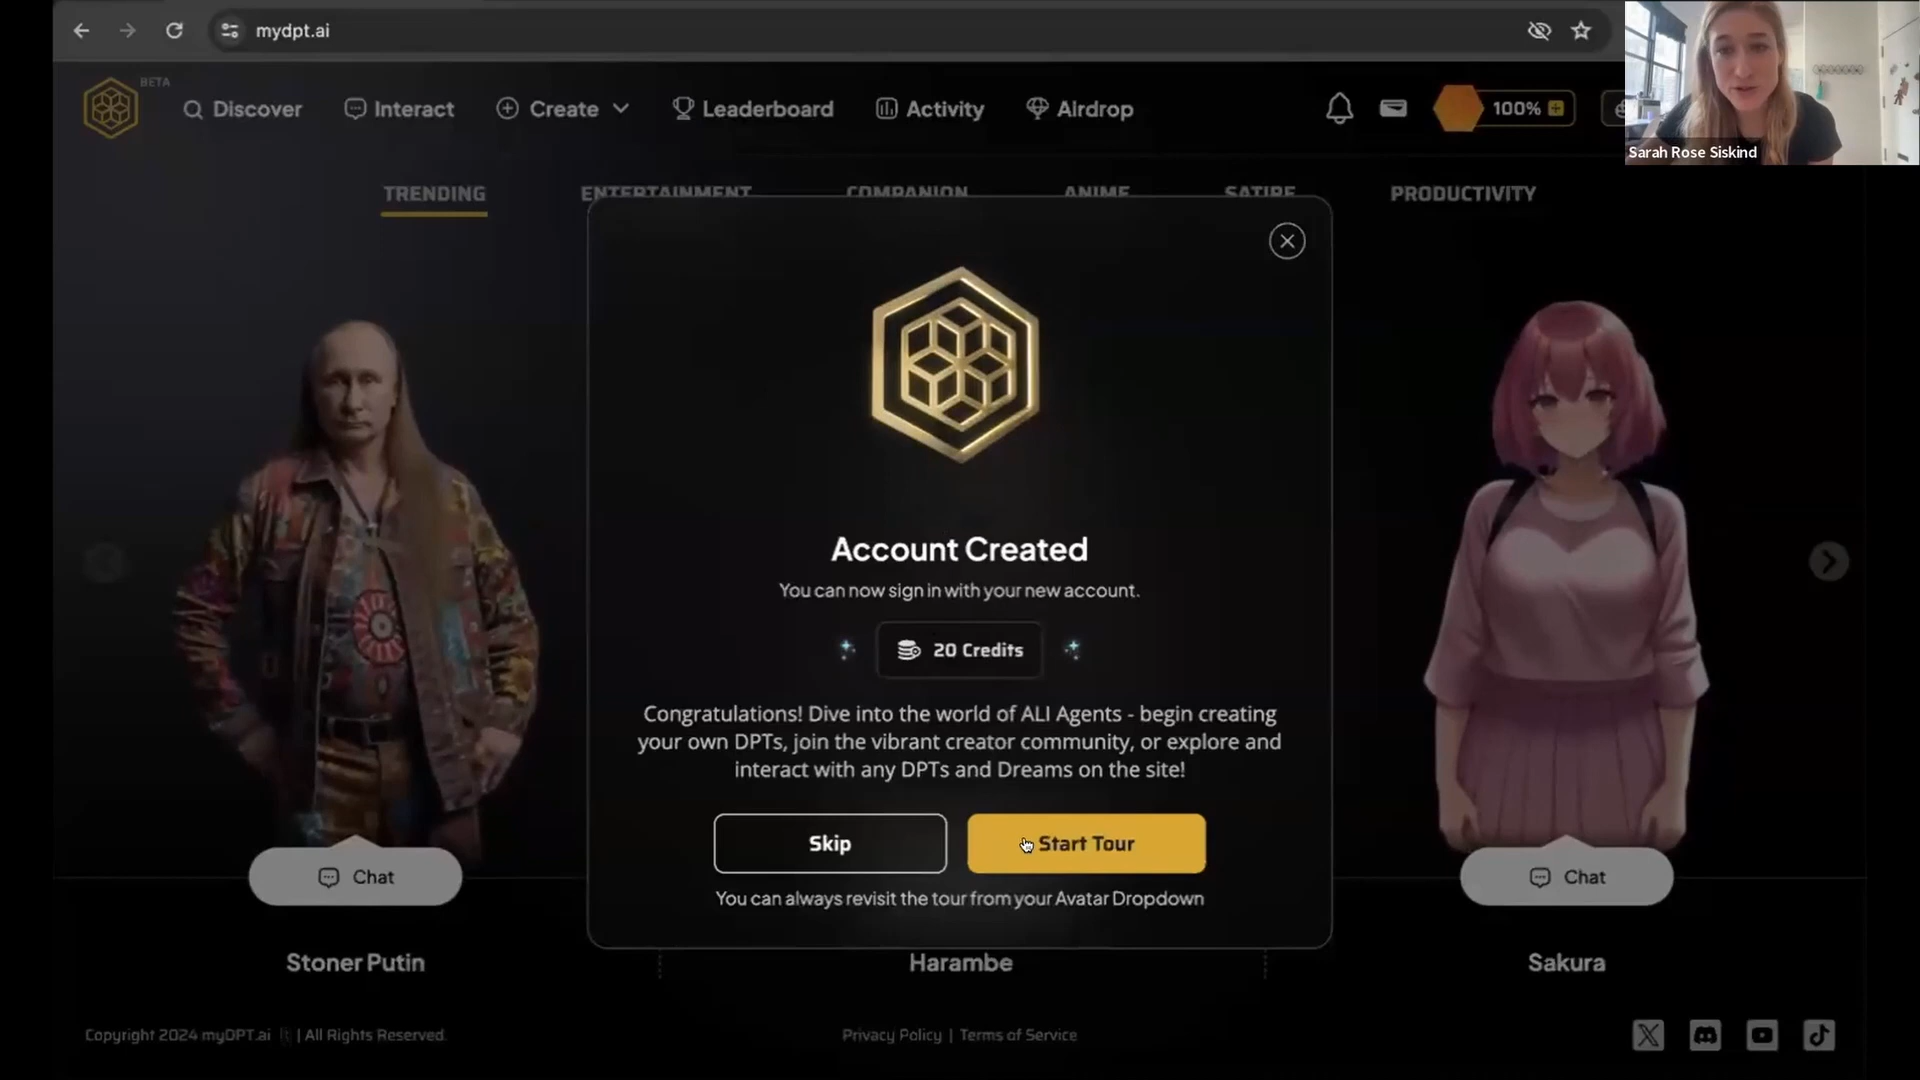 mydpt.ai
BETA
Discover
Interact
Create
Leaderboard
Activity
Airdrop
100%
Sarah Rose Siskind
TRENDING
ENTERTAINMENT
COMPANION
ANIME
SATIRE
PRODUCTIVITY
Account Created
You can now sign in with your new account.
20 Credits
Congratulations! Dive into the world of ALI Agents - begin creating
your own DPTs, join the vibrant creator community, or explore and
interact with any DPTs and Dreams on the site!
Skip
Start Tour
You can always revisit the tour from your Avatar Dropdown
Chat
Chat
Stoner Putin
Harambe
Sakura
Copyright 2024 myDPT.ai | All Rights Reserved.
Privacy Policy | Terms of Service